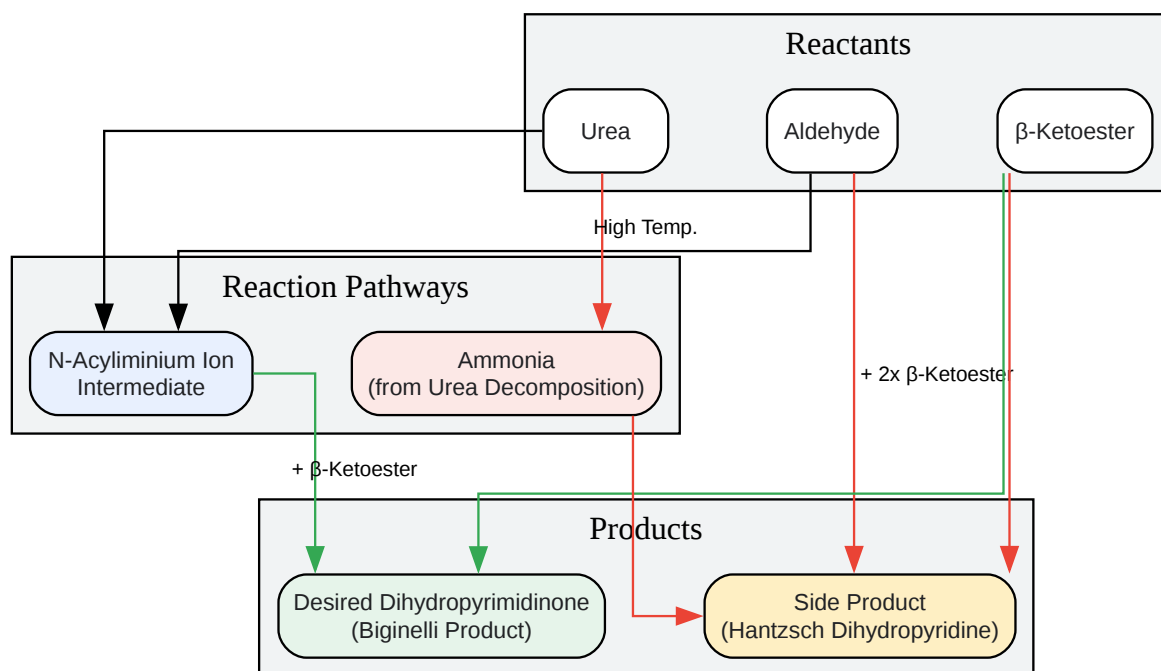 Reactants
Urea
Aldehyde
β-Ketoester
High Temp.
Reaction Pathways
N-Acyliminium Ion
Intermediate
Ammonia
(from Urea Decomposition)
+ 2x β-Ketoester
+ β-Ketoester
Products
Desired Dihydropyrimidinone
(Biginelli Product)
Side Product
(Hantzsch Dihydropyridine)